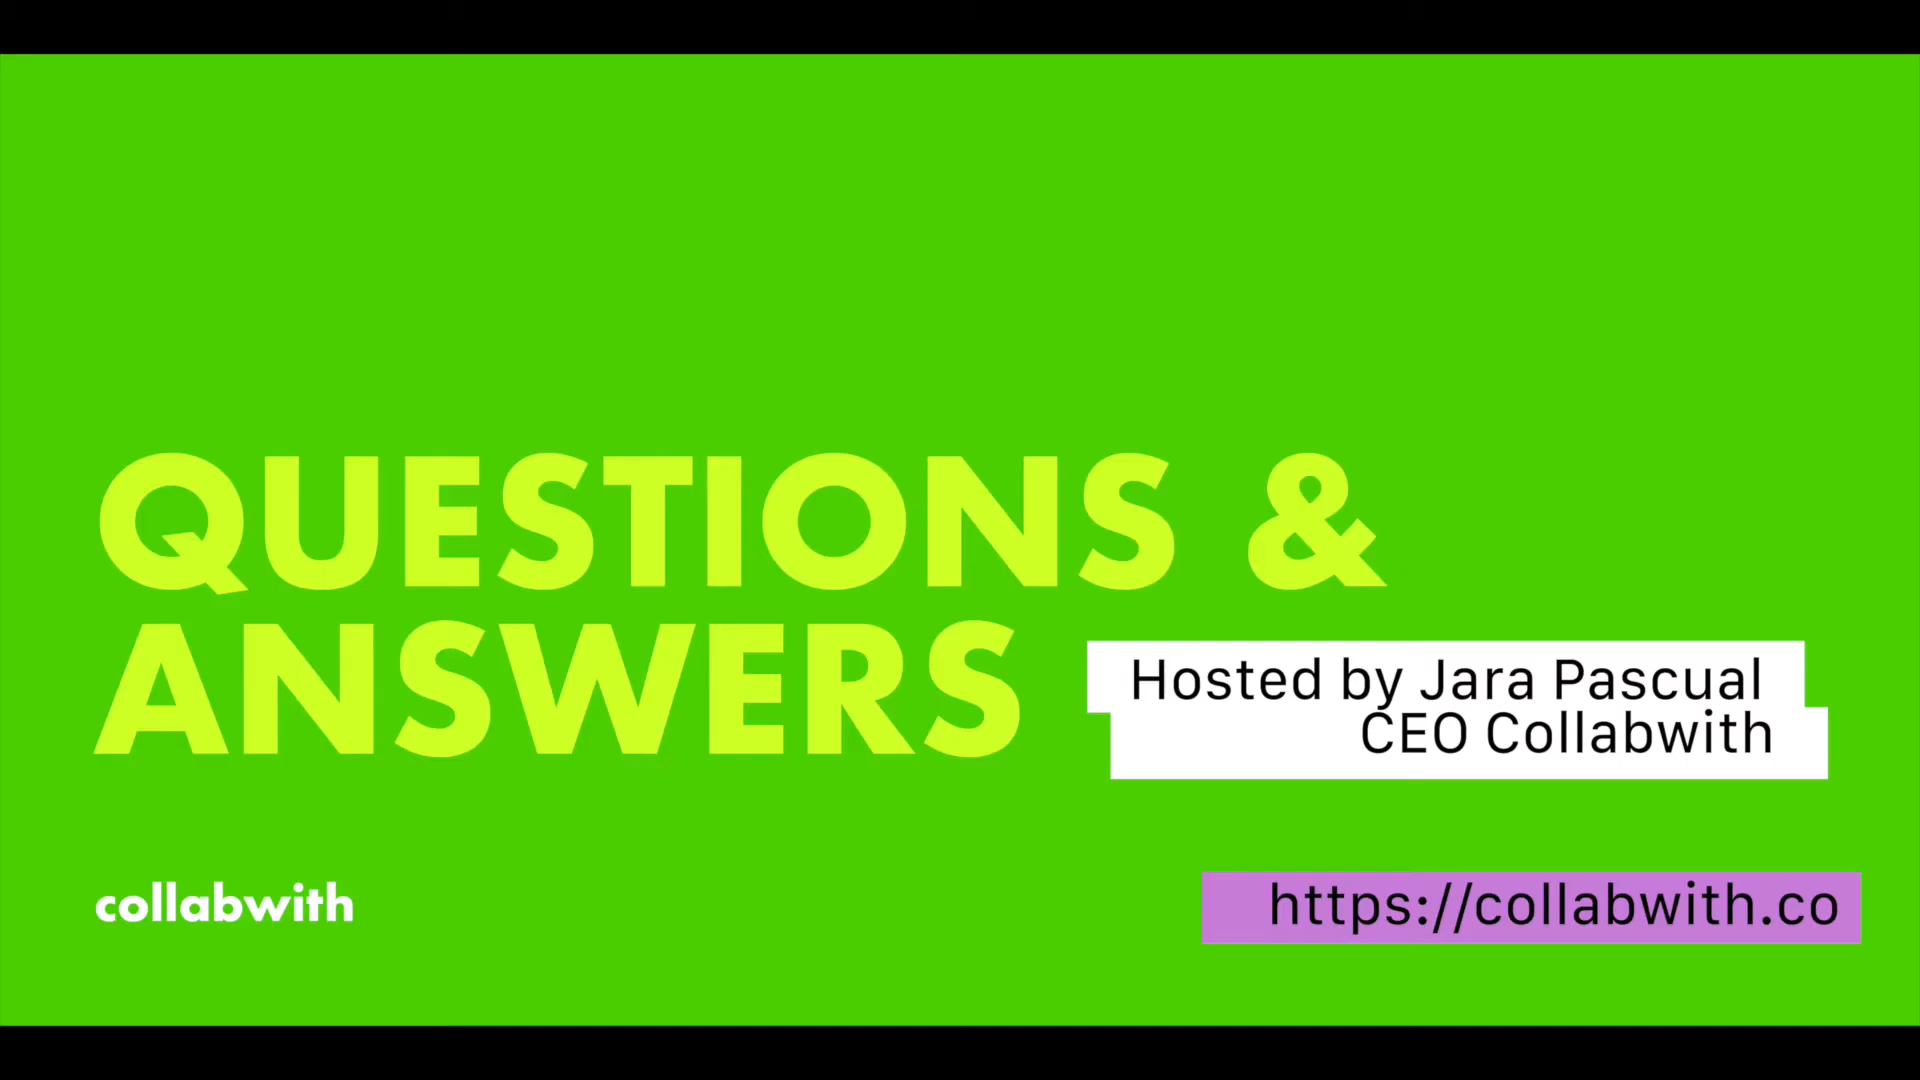 QUESTIONS &
ANSWERS
Hosted by Jara Pascual
CEO Collabwith
collabwith
https://collabwith.co